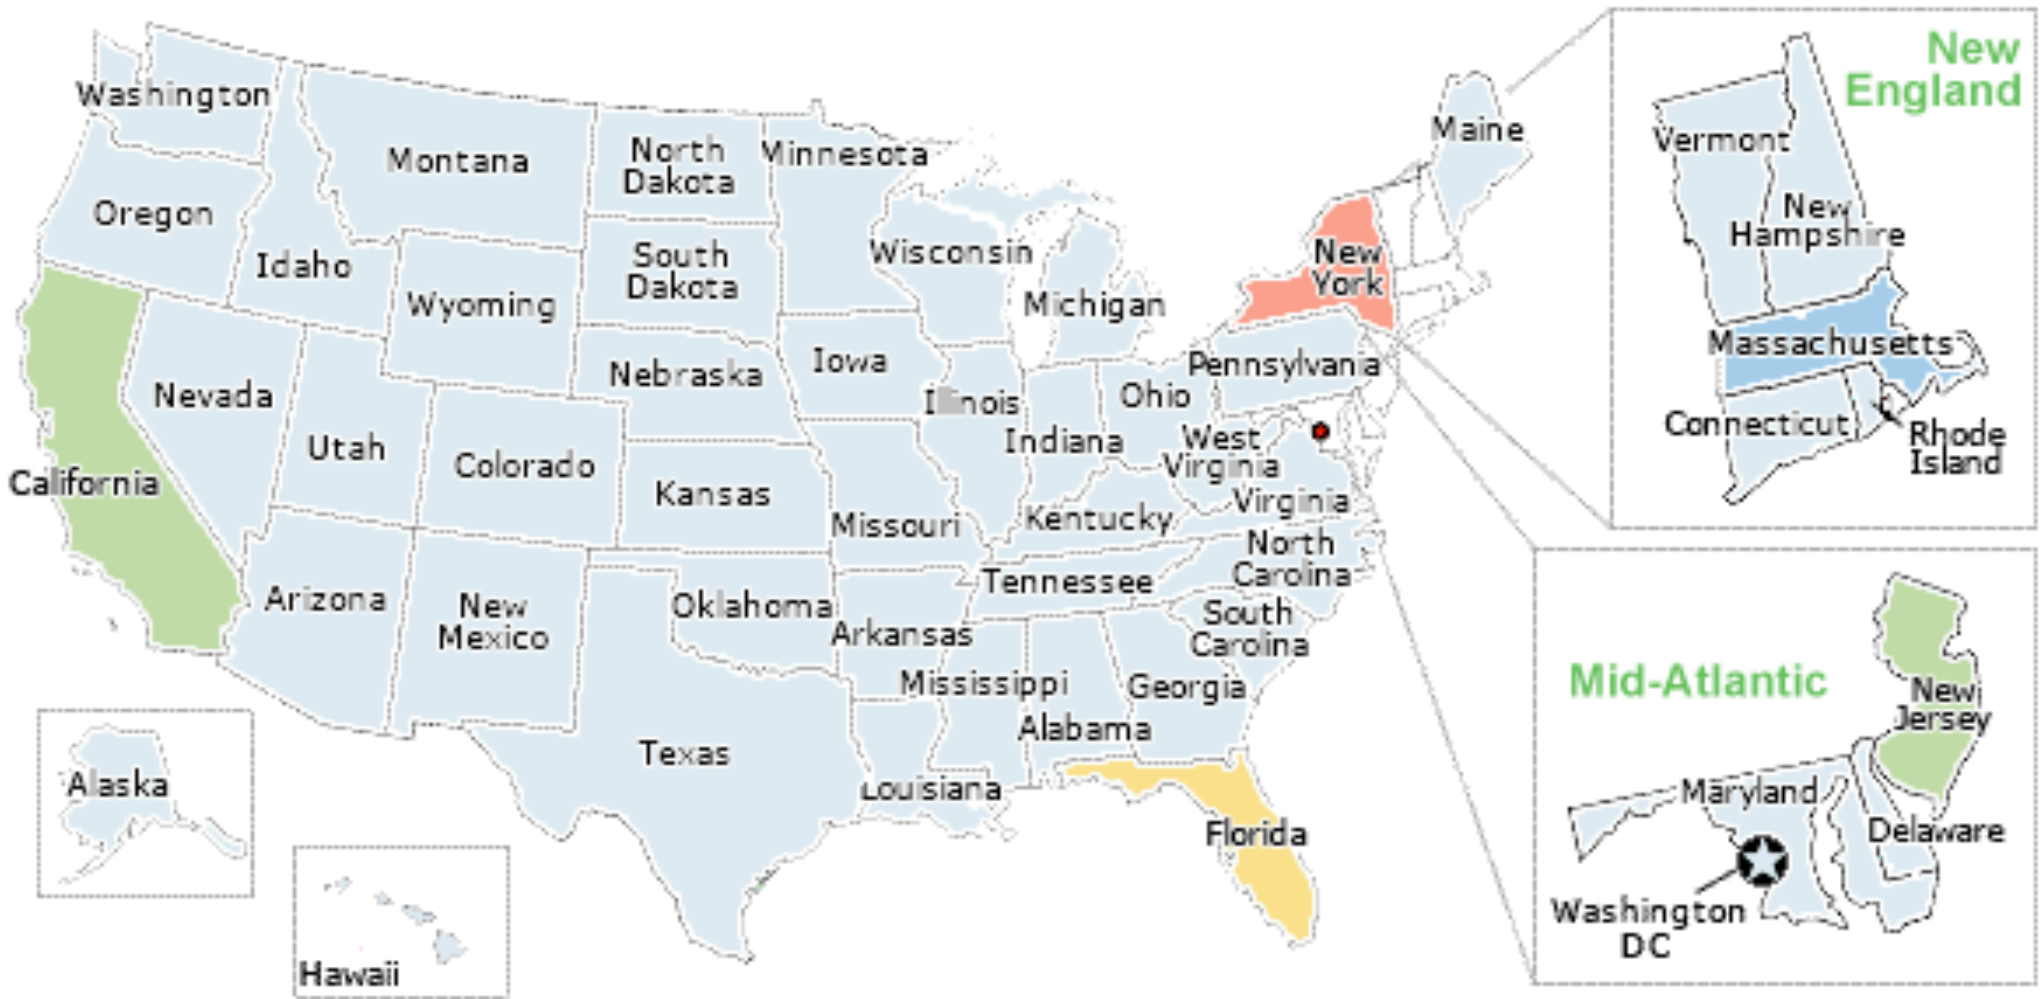 Washington
Montana
North
Dakota
Minnesota
Maine
Oregon
Idaho
Wyoming
South
Dakota
Wisconsin
Michigan
New
York
Nevada
Utah
Colorado
Nebraska
Iowa
Illinois
Indiana
Ohio
Pennsylvania
California
Kansas
Missouri
Kentucky
West
Virginia
Virginia
Arizona
New
Mexico
Oklahoma
Arkansas
Tennessee
North
Carolina
South
Carolina
Texas
Louisiana
Mississippi
Alabama
Georgia
Florida
Alaska
Hawaii
New
England
Vermont
New
Hampshire
Massachusetts
Connecticut
Rhode
Island
Mid-Atlantic
New
Jersey
Maryland
Delaware
Washington
DC